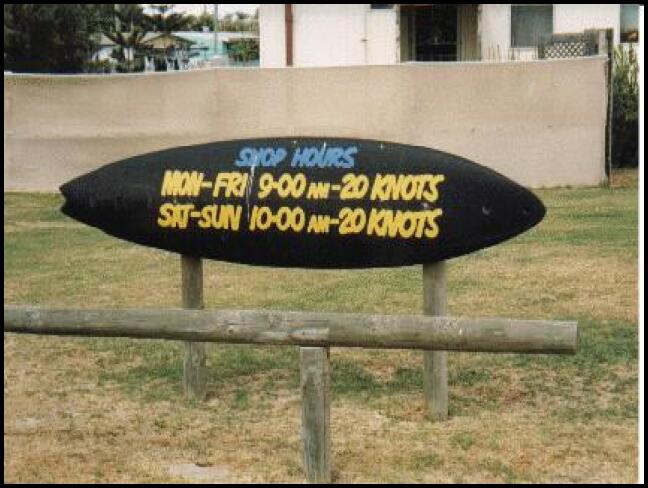 SHOP HOURS
MON-FRI 9·00 AM-20 KNOTS
SAT-SUN 10·00 AM-20 KNOTS